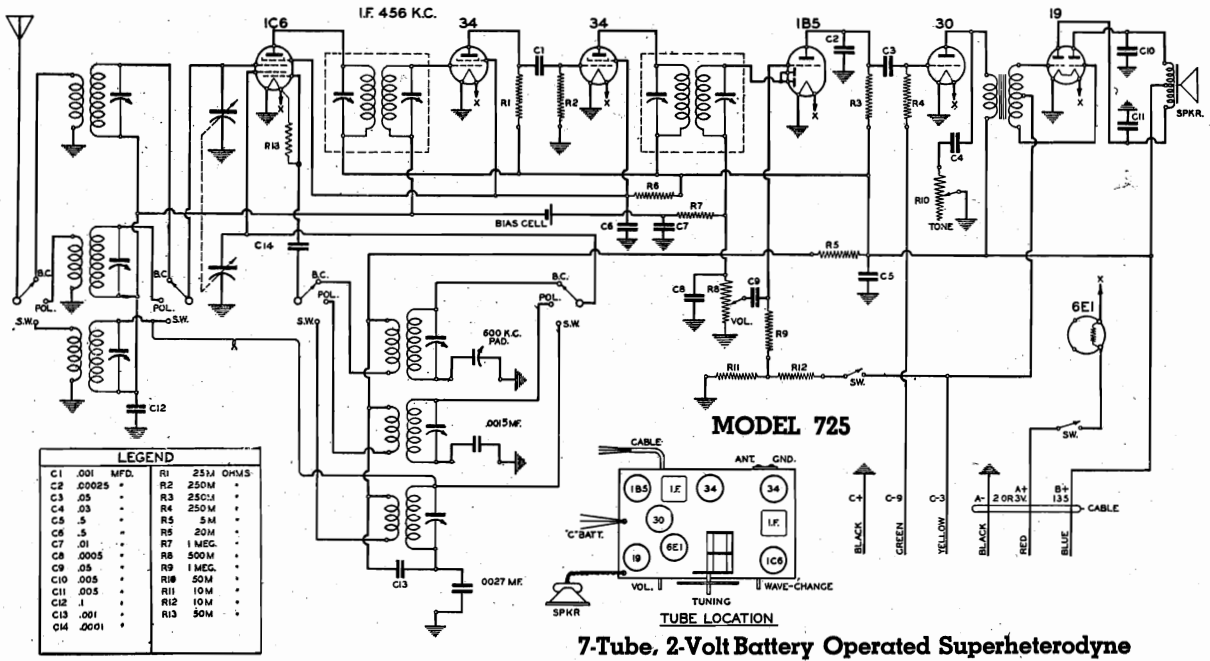 I.F. 456 K.C.
1C6
34
34
1B5
30
19
C1
C2
C3
C10
R1
R2
R3
R4
C11
SPKR.
X
X
X
X
X
X
R13
C4
R6
R10
R7
BIAS CELL
C6
C7
TONE
C14
R5
B.C.
POL.
B.C.
POL.
S.W.
S.W.
B.C.
POL.
S.W.
B.C.
POL.
S.W.
C5
C8
R8
C9
VOL.
X
6E1
600 K.C.
PAD.
R9
X
R11
R12
SW.
C12
.0015 MF.
MODEL 725
SW.
LEGEND
C1 .001 MFD. R1 25M OHMS
C2 .00025 " R2 250M "
C3 .05 " R3 250M "
C4 .03 " R4 250M "
C5 .5 " R5 5M "
C6 .5 " R5 20M "
C7 .01 " R7 1 MEG. "
C8 .0005 " R8 500M "
C9 .05 " R9 1 MEG. "
C10 .005 " R10 50M "
C11 .005 " R11 10M "
C12 .1 " R12 10M "
C13 .001 " R13 50M "
C14 .0001 "
C13
.0027 MF.
CABLE
ANT. GND.
1B5
I.F.
34
34
30
I.F.
"C" BATT.
19
6E1
1C6
VOL.
WAVE-CHANGE
TUNING
SPKR
TUBE LOCATION
C+
C-9
C-3
A-
A+
2 OR 3V.
B+
135
CABLE
BLACK
GREEN
YELLOW
BLACK
RED
BLUE
7-Tube, 2-Volt Battery Operated Superheterodyne